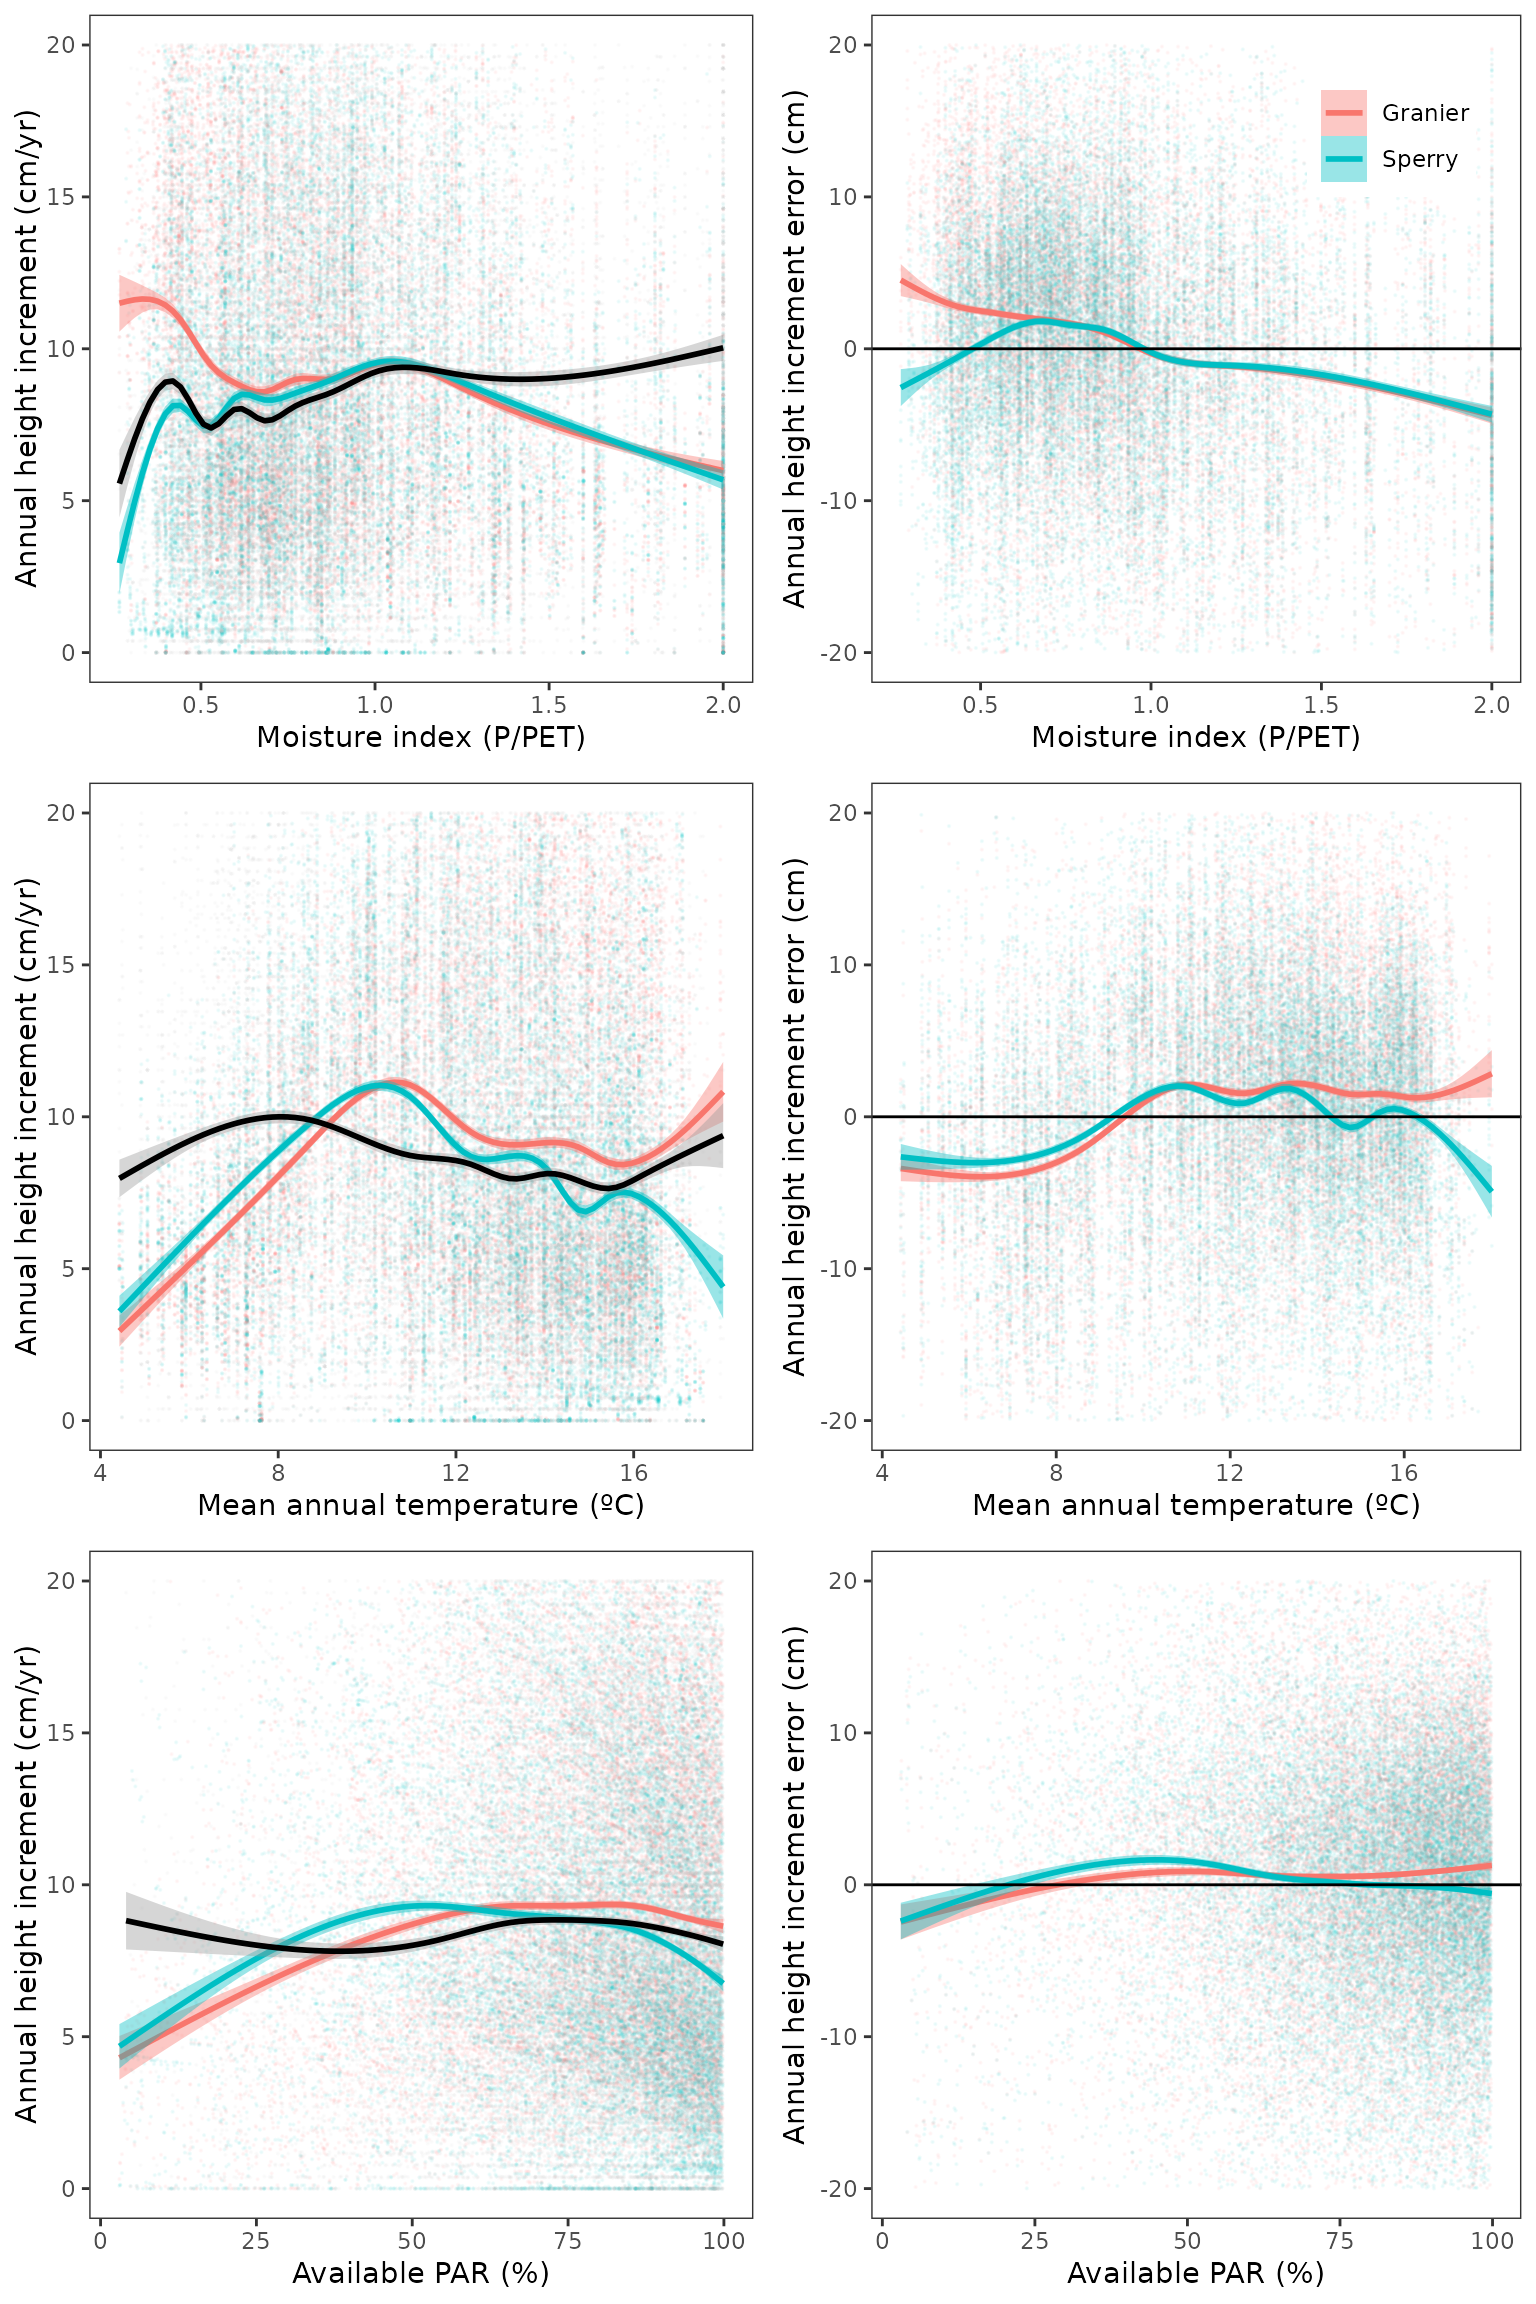 Annual height increment (cm/yr)
20
15
10
5
0
0.5 1.0 1.5 2.0
Moisture index (P/PET)
Annual height increment error (cm)
20
10
0
-10
-20
Granier
Sperry
0.5 1.0 1.5 2.0
Moisture index (P/PET)
Annual height increment (cm/yr)
20
15
10
5
0
4 8 12 16
Mean annual temperature (ºC)
Annual height increment error (cm)
20
10
0
-10
-20
4 8 12 16
Mean annual temperature (ºC)
Annual height increment (cm/yr)
20
15
10
5
0
0 25 50 75 100
Available PAR (%)
Annual height increment error (cm)
20
10
0
-10
-20
0 25 50 75 100
Available PAR (%)